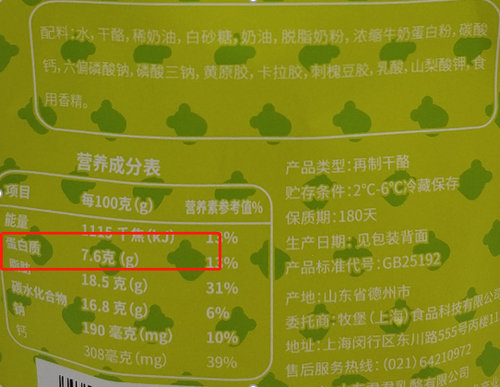 配料:水,干酪,稀奶油,白砂糖,奶油,脱脂奶粉,浓缩牛奶蛋白粉,碳酸
钙,六偏磷酸钠,磷酸三钠,黄原胶,卡拉胶,刺槐豆胶,乳酸,山梨酸钾,食
用香精。
营养成分表
项目 每100克(g) 营养素参考值%
能量 1115千焦(kJ) 13%
蛋白质 7.6克(g) 13%
脂肪 18.5克(g) 31%
碳水化合物 16.8克(g) 6%
钠 190毫克(mg) 10%
钙 308毫克(mg) 39%
产品类型:再制干酪
贮存条件:2°C-6°C冷藏保存
保质期:180天
生产日期:见包装背面
产品标准代号:GB25192
产地:山东省德州市
委托商:牧堡(上海)食品科技有限公
地址:上海闵行区东川路555号丙楼
售后服务热线:(021)64210972